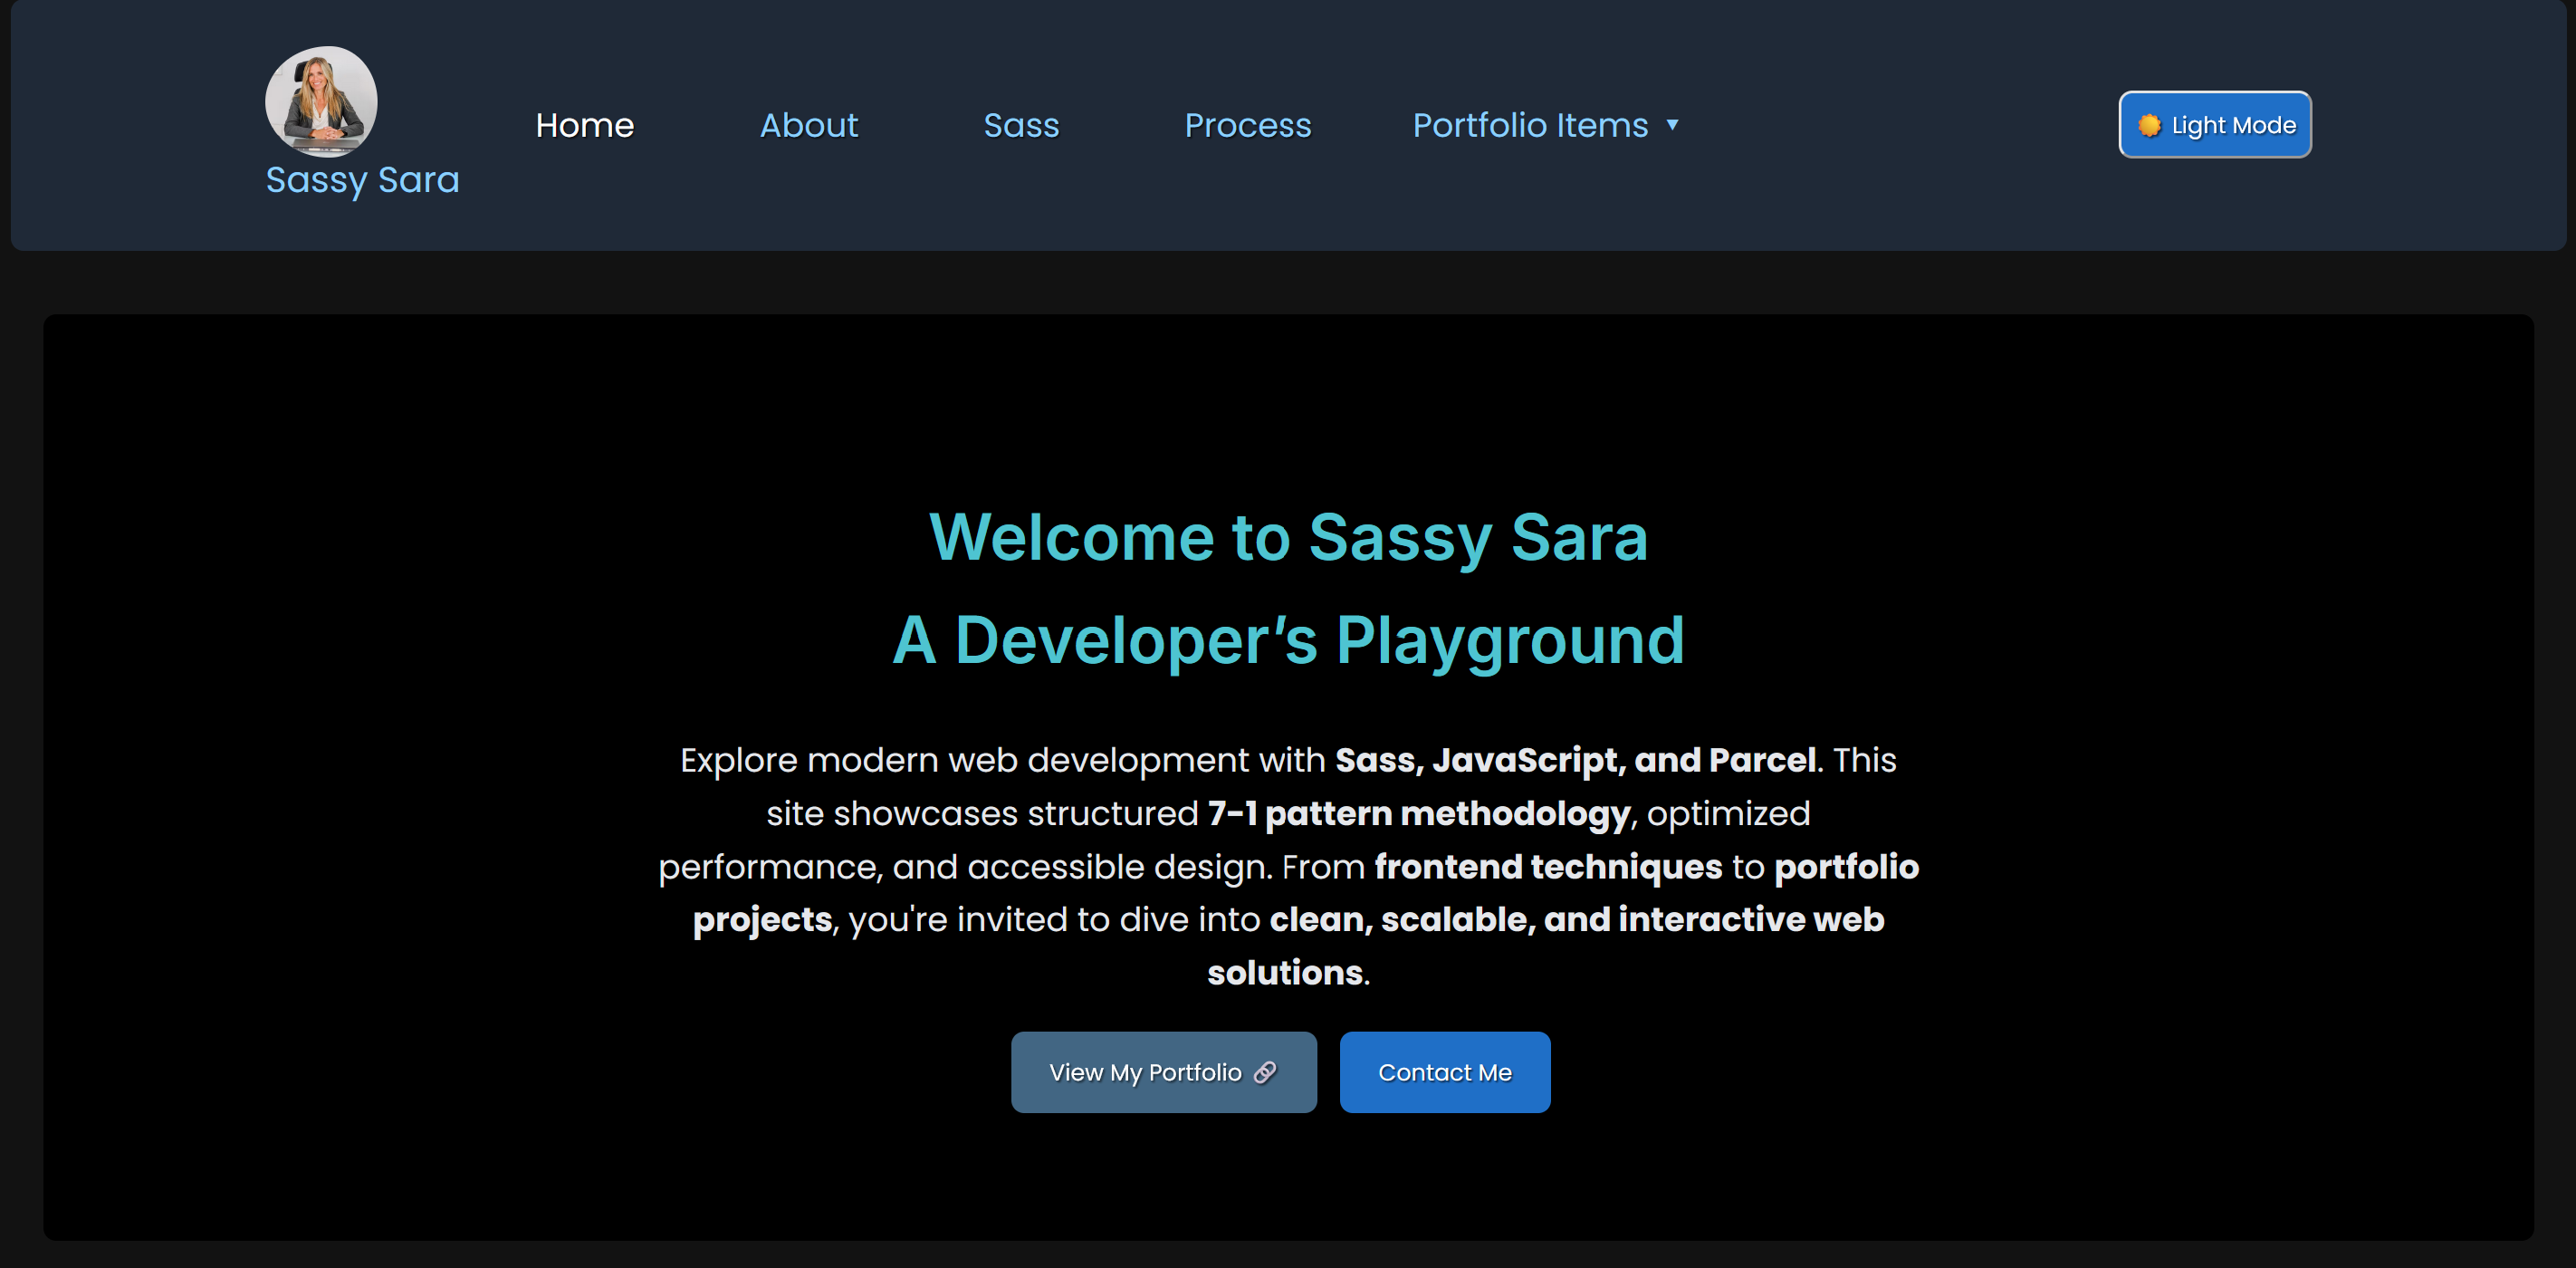 Sassy Sara
Home
About
Sass
Process
Portfolio Items ▼
Light Mode
Welcome to Sassy Sara
A Developer’s Playground
Explore modern web development with Sass, JavaScript, and Parcel. This
site showcases structured 7-1 pattern methodology, optimized
performance, and accessible design. From frontend techniques to portfolio
projects, you're invited to dive into clean, scalable, and interactive web
solutions.
View My Portfolio
Contact Me